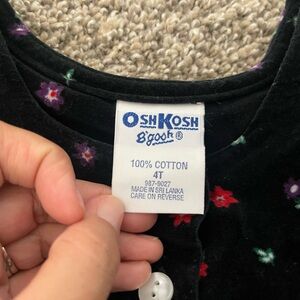 OSHKOSH
B'gosh®
100% COTTON
4T
987-9027
MADE IN SRI LANKA
CARE ON REVERSE